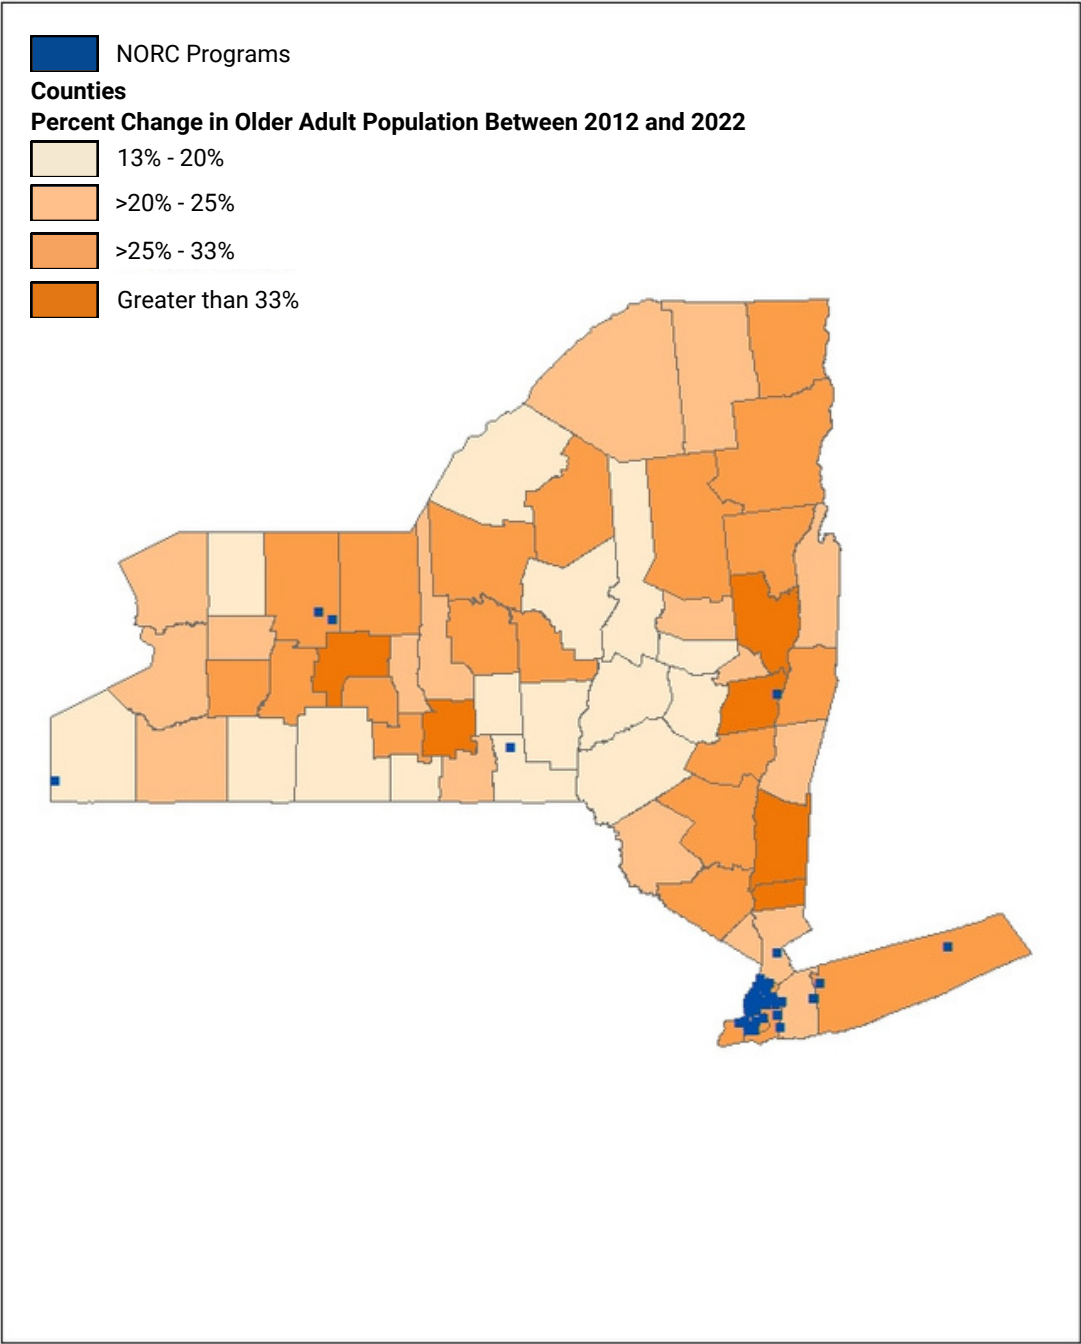 NORC Programs
Counties
Percent Change in Older Adult Population Between 2012 and 2022
13% - 20%
>20% - 25%
>25% - 33%
Greater than 33%